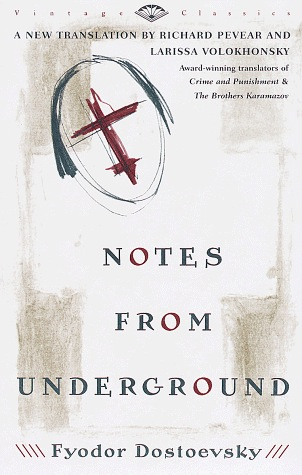 Vintage Classics
A NEW TRANSLATION BY RICHARD PEVEAR AND
LARISSA VOLOKHONSKY
Award-winning translators of
Crime and Punishment &
The Brothers Karamazov
NOTES
FROM
UNDERGROUND
\\\\ Fyodor Dostoevsky ////